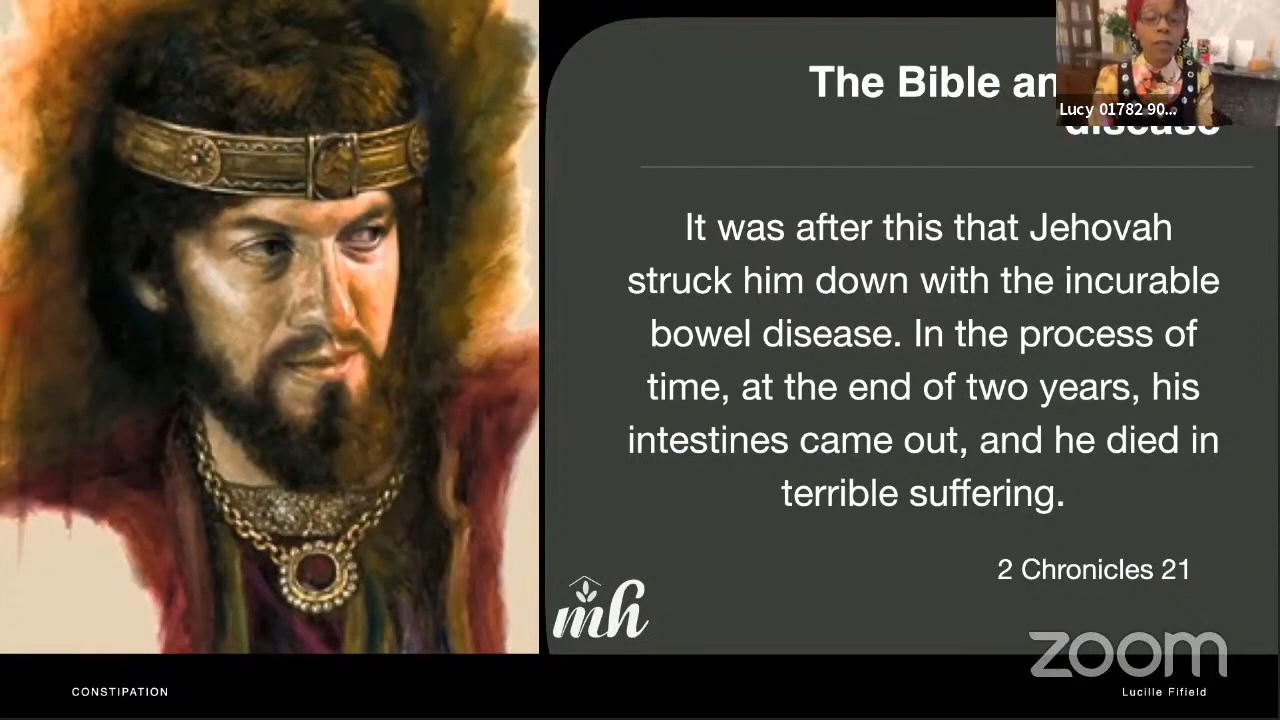 The Bible an
disease
Lucy 01782 90...
It was after this that Jehovah
struck him down with the incurable
bowel disease. In the process of
time, at the end of two years, his
intestines came out, and he died in
terrible suffering.
2 Chronicles 21
mh
zoom
CONSTIPATION
Lucille Fifield